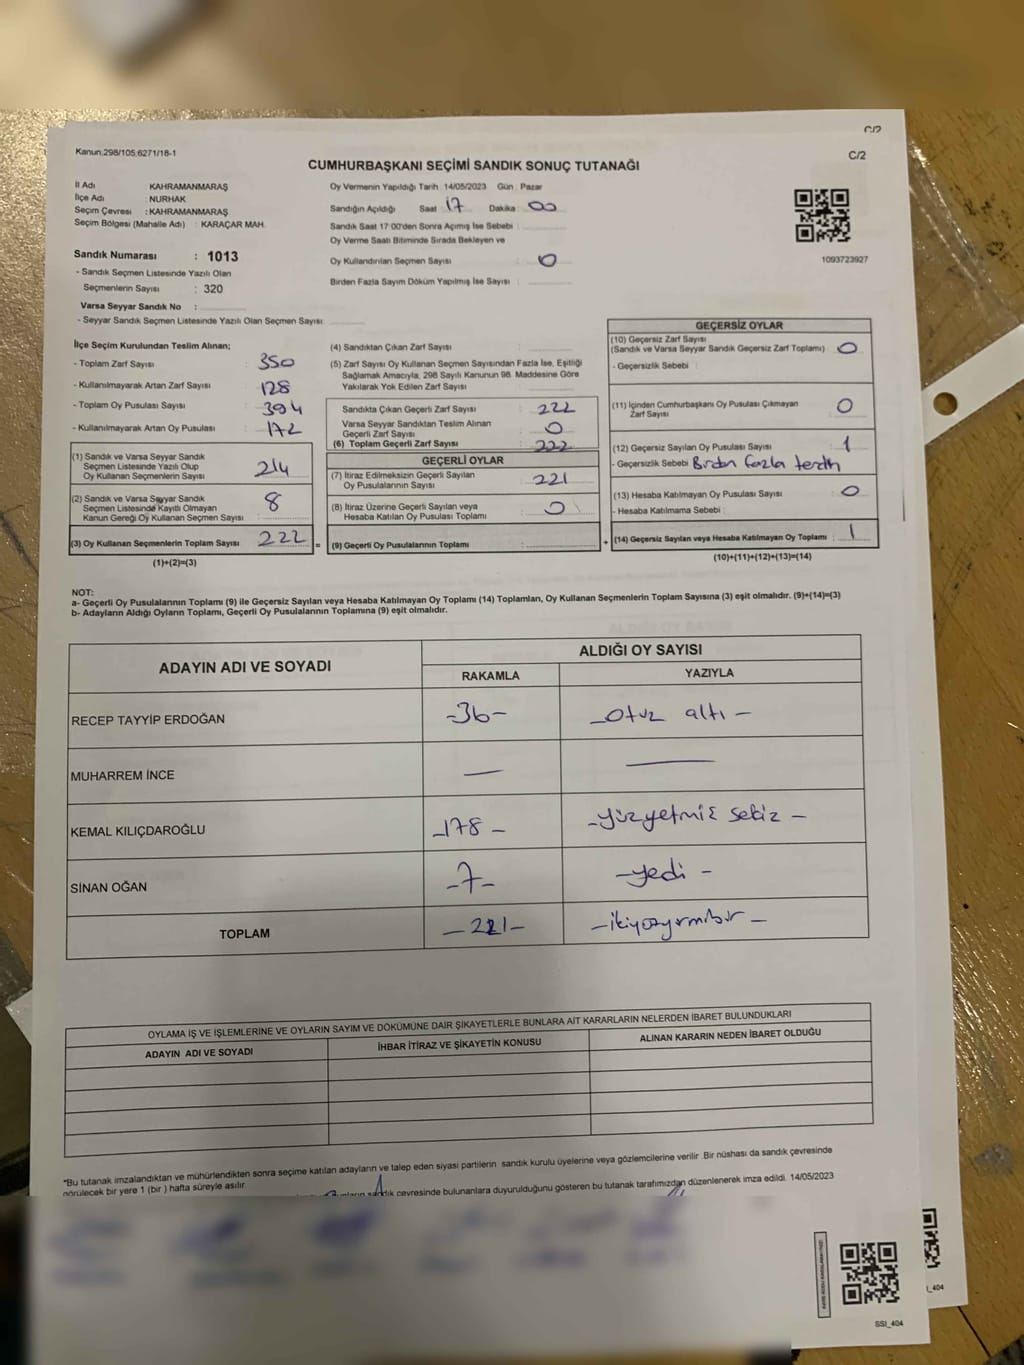 C/2
Kanun;298/105;6271/18-1
CUMHURBAŞKANI SEÇİMİ SANDIK SONUÇ TUTANAĞI
C/2
İl Adı KAHRAMANMARAŞ
İlçe Adı : NURHAK
Seçim Çevresi : KAHRAMANMARAŞ
Seçim Bölgesi (Mahalle Adı) : KARAÇAR MAH.
Oy Vermenin Yapıldığı Tarih 14/05/2023 Gün : Pazar
Sandığın Açıldığı Saat 17 Dakika : 00
Sandık Saat 17:00'den Sonra Açımış İse Sebebi :
Oy Verme Saati Bitiminde Sırada Bekleyen ve
Oy Kullandırılan Seçmen Sayısı : 0
Birden Fazla Sayım Döküm Yapılmış İse Sayısı :
1093723927
Sandık Numarası : 1013
- Sandık Seçmen Listesinde Yazılı Olan
Seçmenlerin Sayısı : 320
Varsa Seyyar Sandık No :
- Seyyar Sandık Seçmen Listesinde Yazılı Olan Seçmen Sayısı:
İlçe Seçim Kurulundan Teslim Alınan;
- Toplam Zarf Sayısı : 350
- Kullanılmayarak Artan Zarf Sayısı : 128
- Toplam Oy Pusulası Sayısı : 394
- Kullanılmayarak Artan Oy Pusulası : 172
(1) Sandık ve Varsa Seyyar Sandık
Seçmen Listesinde Yazılı Olup
Oy Kullanan Seçmenlerin Sayısı : 214
(2) Sandık ve Varsa Seyyar Sandık
Seçmen Listesinde Kayıtlı Olmayan
Kanun Gereği Oy Kullanan Seçmen Sayısı : 8
(3) Oy Kullanan Seçmenlerin Toplam Sayısı : 222 =
(1)+(2)=(3)
(4) Sandıktan Çıkan Zarf Sayısı :
(5) Zarf Sayısı Oy Kullanan Seçmen Sayısından Fazla İse, Eşitliği
Sağlamak Amacıyla, 298 Sayılı Kanunun 98. Maddesine Göre
Yakılarak Yok Edilen Zarf Sayısı :
Sandıkta Çıkan Geçerli Zarf Sayısı : 222
Varsa Seyyar Sandıktan Teslim Alınan
Geçerli Zarf Sayısı : 0
(6) Toplam Geçerli Zarf Sayısı : 222
GEÇERLİ OYLAR
(7) İtiraz Edilmeksizin Geçerli Sayılan
Oy Pusulalarının Sayısı : 221
(8) İtiraz Üzerine Geçerli Sayılan veya
Hesaba Katılan Oy Pusulası Toplamı : 0
(9) Geçerli Oy Pusulalarının Toplamı : +
GEÇERSİZ OYLAR
(10) Geçersiz Zarf Sayısı
(Sandık ve Varsa Seyyar Sandık Geçersiz Zarf Toplamı) : 0
- Geçersizlik Sebebi :
(11) İçinden Cumhurbaşkanı Oy Pusulası Çıkmayan
Zarf Sayısı : 0
(12) Geçersiz Sayılan Oy Pusulası Sayısı : 1
- Geçersizlik Sebebi Birden fazla tercih
(13) Hesaba Katılmayan Oy Pusulası Sayısı : 0
- Hesaba Katılmama Sebebi :
(14) Geçersiz Sayılan veya Hesaba Katılmayan Oy Toplamı : 1
(10)+(11)+(12)+(13)=(14)
NOT:
a- Geçerli Oy Pusulalarının Toplamı (9) ile Geçersiz Sayılan veya Hesaba Katılmayan Oy Toplamı (14) Toplamları, Oy Kullanan Seçmenlerin Toplam Sayısına (3) eşit olmalıdır. (9)+(14)=(3)
b- Adayların Aldığı Oyların Toplamı, Geçerli Oy Pusulalarının Toplamına (9) eşit olmalıdır.
ADAYIN ADI VE SOYADI
ALDIĞI OY SAYISI
RAKAMLA YAZIYLA
RECEP TAYYİP ERDOĞAN -36- -otuz altı-
MUHARREM İNCE — —
KEMAL KILIÇDAROĞLU -178- -yüzyetmiş sekiz-
SİNAN OĞAN -7- -yedi-
TOPLAM -221- -ikiyüzyirmibir-
OYLAMA İŞ VE İŞLEMLERİNE VE OYLARIN SAYIM VE DÖKÜMÜNE DAİR ŞİKAYETLERLE BUNLARA AİT KARARLARIN NELERDEN İBARET BULUNDUKLARI
ADAYIN ADI VE SOYADI İHBAR İTİRAZ VE ŞİKAYETİN KONUSU ALINAN KARARIN NEDEN İBARET OLDUĞU
*Bu tutanak imzalandıktan ve mühürlendikten sonra seçime katılan adayların ve talep eden siyasi partilerin sandık kurulu üyelerine veya gözlemcilerine verilir. Bir nüshası da sandık çevresinde
görülecek bir yere 1 (bir ) hafta süreyle asılır.
sandık çevresinde bulunanlara duyurulduğunu gösteren bu tutanak tarafımızdan düzenlenerek imza edildi. 14/05/2023
SSI_404